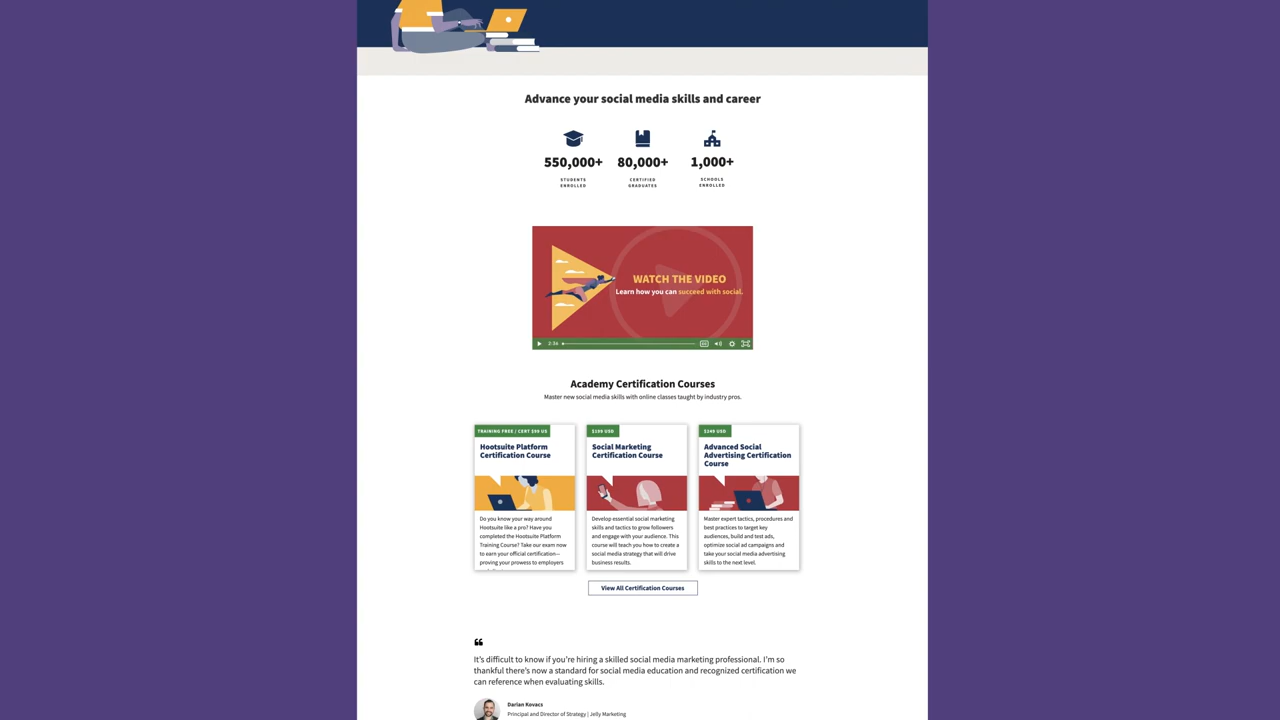 Advance your social media skills and career
550,000+
80,000+
1,000+
STUDENTS
ENROLLED
CERTIFIED
GRADUATES
SCHOOLS
ENROLLED
WATCH THE VIDEO
Learn how you can succeed with social.
2:36
Academy Certification Courses
Master new social media skills with online classes taught by industry pros.
TRAINING FREE / CERT $99 US
Hootsuite Platform
Certification Course
Do you know your way around
Hootsuite like a pro? Have you
completed the Hootsuite Platform
Training Course? Take our exam now
to earn your official certification—
proving your prowess to employers
$199 USD
Social Marketing
Certification Course
Develop essential social marketing
skills and tactics to grow followers
and engage with your audience. This
course will teach you how to create a
social media strategy that will drive
business results.
$249 USD
Advanced Social
Advertising Certification
Course
Master expert tactics, procedures and
best practices to target key
audiences, build and test ads,
optimize social ad campaigns and
take your social media advertising
skills to the next level.
View All Certification Courses
“
It's difficult to know if you're hiring a skilled social media marketing professional. I'm so
thankful there's now a standard for social media education and recognized certification we
can reference when evaluating skills.
Darian Kovacs
Principal and Director of Strategy | Jelly Marketing